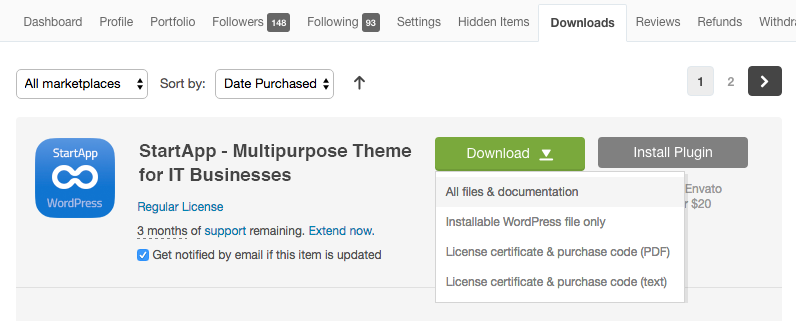 Dashboard Profile Portfolio Followers 148 Following 93 Settings Hidden Items Downloads Reviews Refunds
All marketplaces Sort by: Date Purchased 1 2
StartApp
WordPress
StartApp - Multipurpose Theme
for IT Businesses
Regular License
3 months of support remaining. Extend now.
Get notified by email if this item is updated
Download Install Plugin
All files & documentation
Installable WordPress file only
License certificate & purchase code (PDF)
License certificate & purchase code (text)
Envato
$20